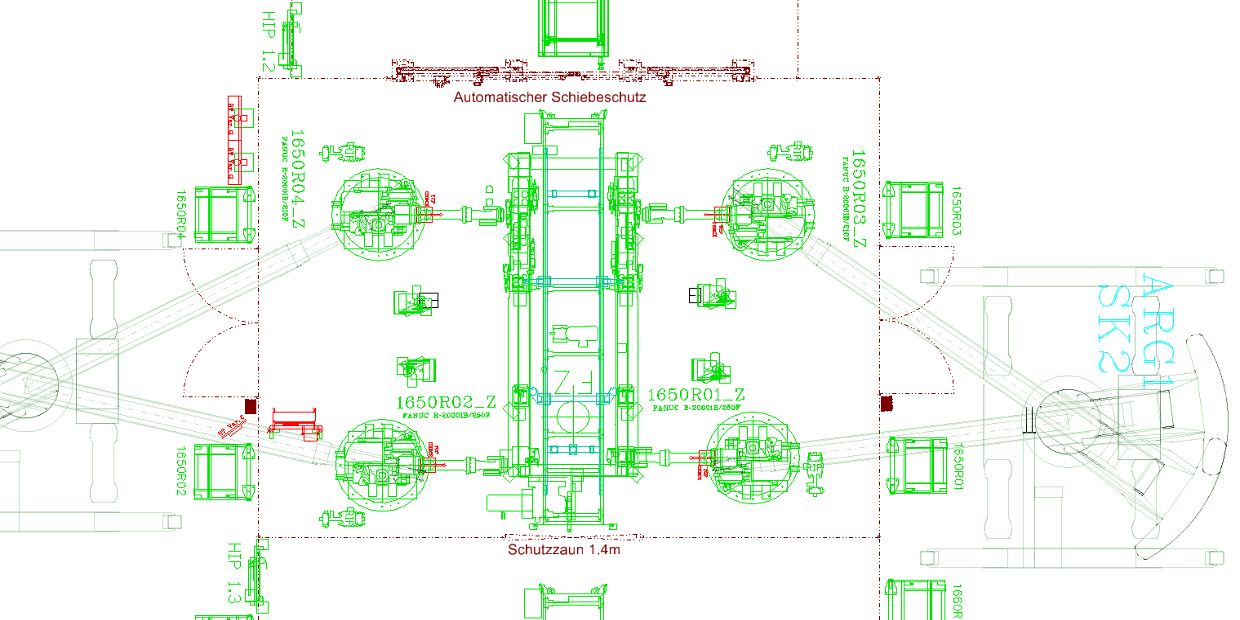 HIP 1.2
Automatischer Schiebeschutz
1650R04_Z
FANUC R-2000IB/210F
1650R03_Z
FANUC R-2000IB/210F
1650R04
1650R03
ARG1
SK2
FZ
1650R02_Z
FANUC R-2000IB/250F
1650R01_Z
FANUC R-2000IB/250F
1650R02
1650R01
Schutzzaun 1,4m
HIP 1.3
1660R